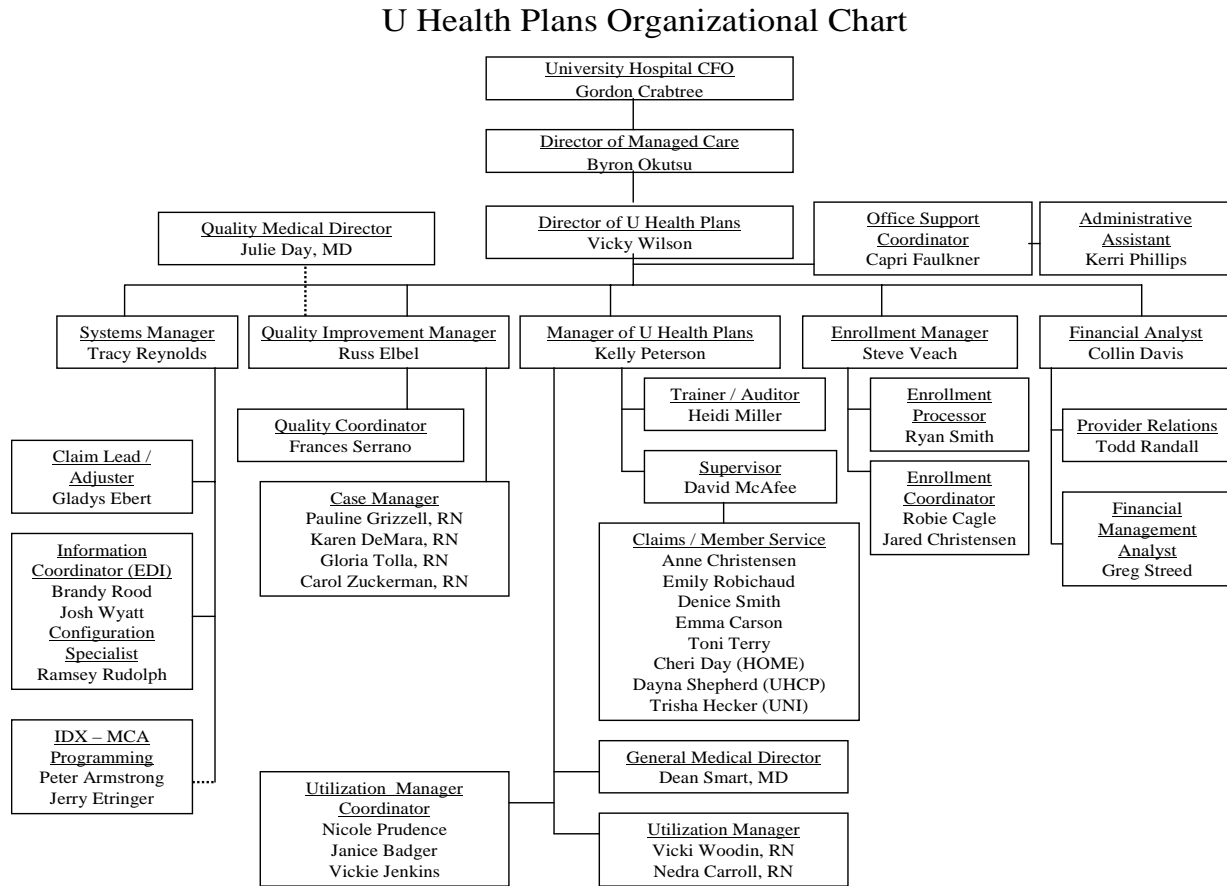 U Health Plans Organizational Chart
University Hospital CFO
Gordon Crabtree
Director of Managed Care
Byron Okutsu
Director of U Health Plans
Vicky Wilson
Office Support
Coordinator
Capri Faulkner
Administrative
Assistant
Kerri Phillips
Quality Medical Director
Julie Day, MD
Systems Manager
Tracy Reynolds
Quality Improvement Manager
Russ Elbel
Manager of U Health Plans
Kelly Peterson
Enrollment Manager
Steve Veach
Financial Analyst
Collin Davis
Claim Lead /
Adjuster
Gladys Ebert
Information
Coordinator (EDI)
Brandy Rood
Josh Wyatt
Configuration
Specialist
Ramsey Rudolph
IDX – MCA
Programming
Peter Armstrong
Jerry Etringer
Quality Coordinator
Frances Serrano
Case Manager
Pauline Grizzell, RN
Karen DeMara, RN
Gloria Tolla, RN
Carol Zuckerman, RN
Trainer / Auditor
Heidi Miller
Supervisor
David McAfee
Claims / Member Service
Anne Christensen
Emily Robichaud
Denice Smith
Emma Carson
Toni Terry
Cheri Day (HOME)
Dayna Shepherd (UHCP)
Trisha Hecker (UNI)
General Medical Director
Dean Smart, MD
Utilization Manager
Coordinator
Nicole Prudence
Janice Badger
Vickie Jenkins
Utilization Manager
Vicki Woodin, RN
Nedra Carroll, RN
Enrollment
Processor
Ryan Smith
Enrollment
Coordinator
Robie Cagle
Jared Christensen
Provider Relations
Todd Randall
Financial
Management
Analyst
Greg Streed